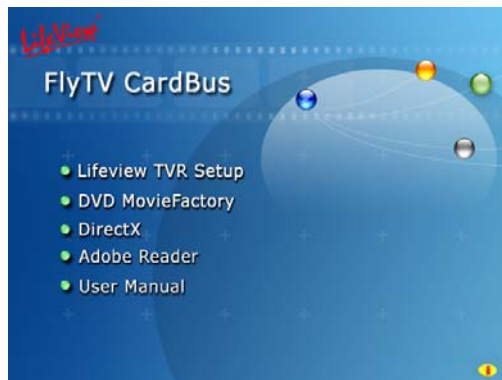 LifeView
FlyTV CardBus
Lifeview TVR Setup
DVD MovieFactory
DirectX
Adobe Reader
User Manual